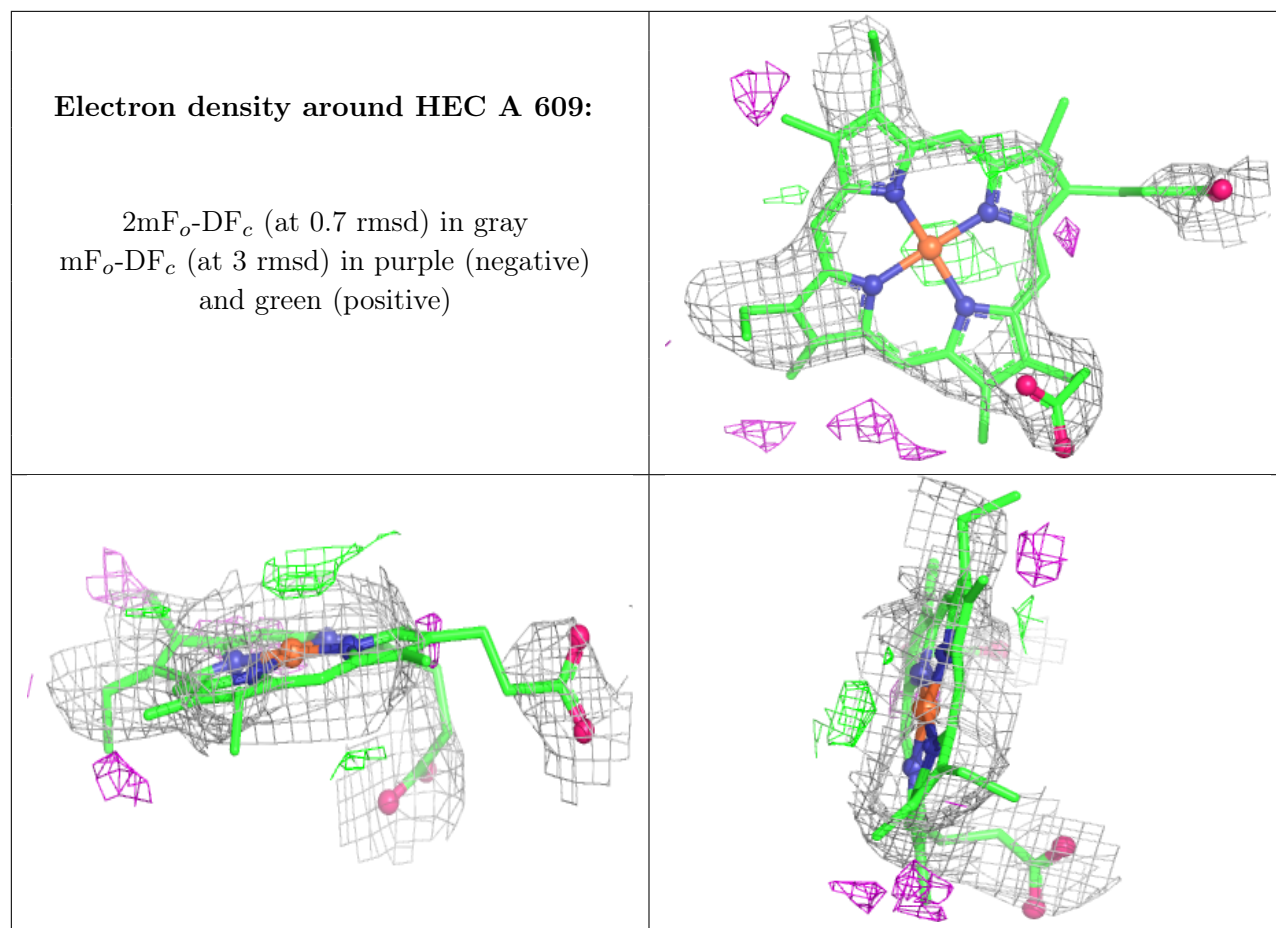 Electron density around HEC A 609:
2mFo-DFc (at 0.7 rmsd) in gray
mFo-DFc (at 3 rmsd) in purple (negative)
and green (positive)